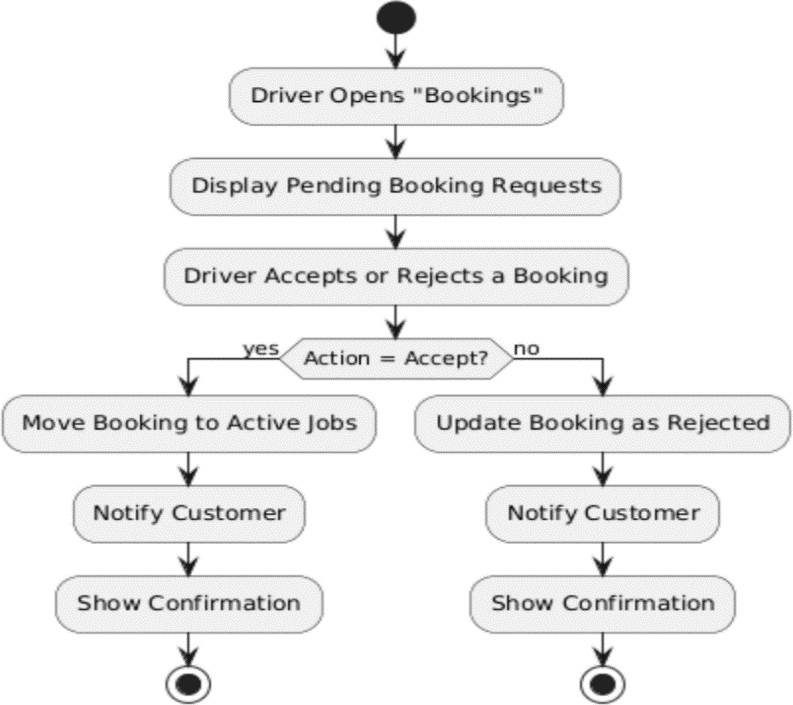 Driver Opens "Bookings"
Display Pending Booking Requests
Driver Accepts or Rejects a Booking
yes
Action = Accept?
no
Move Booking to Active Jobs
Update Booking as Rejected
Notify Customer
Notify Customer
Show Confirmation
Show Confirmation